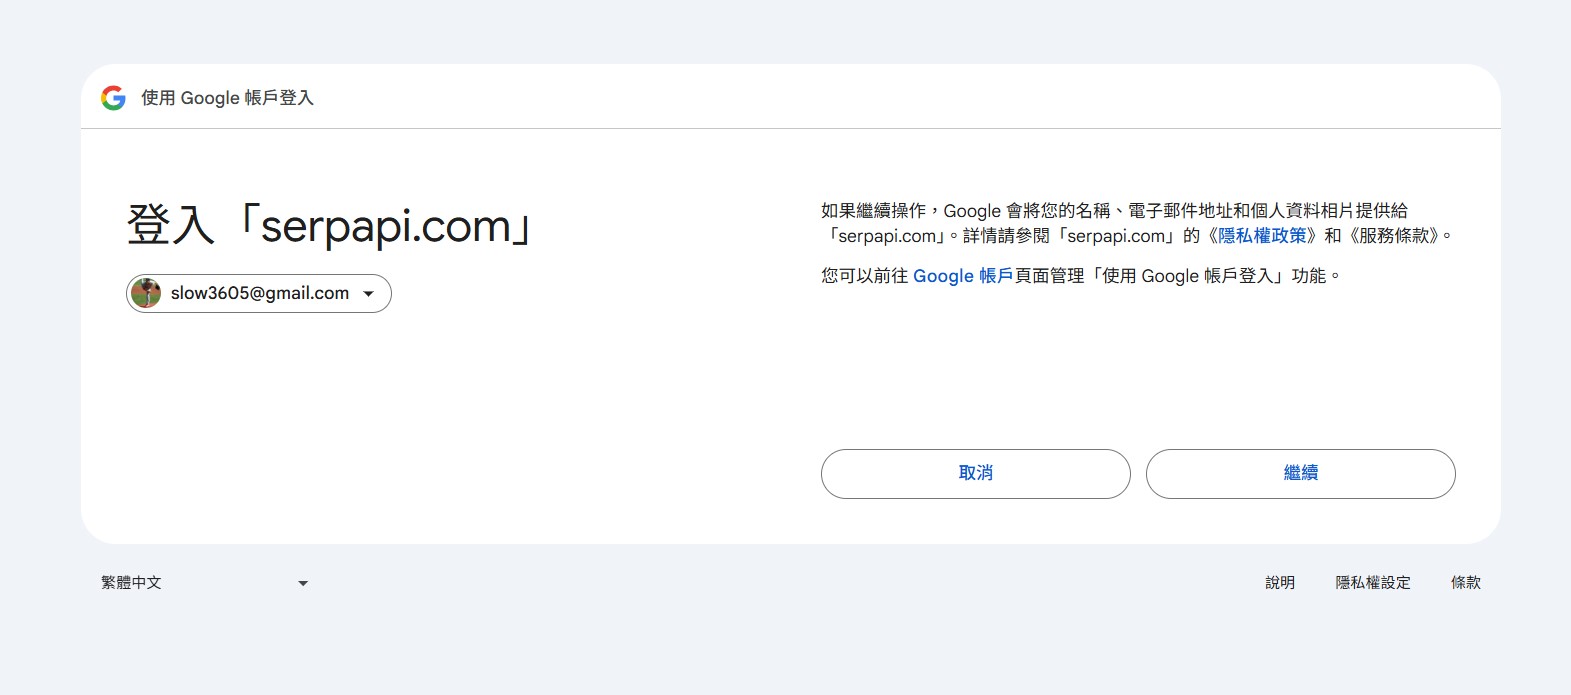 使用 Google 帳戶登入
登入「serpapi.com」
slow3605@gmail.com
如果繼續操作，Google 會將您的名稱、電子郵件地址和個人資料相片提供給
「serpapi.com」。詳情請參閱「serpapi.com」的《隱私權政策》和《服務條款》。
您可以前往 Google 帳戶頁面管理「使用 Google 帳戶登入」功能。
取消
繼續
繁體中文
說明
隱私權設定
條款